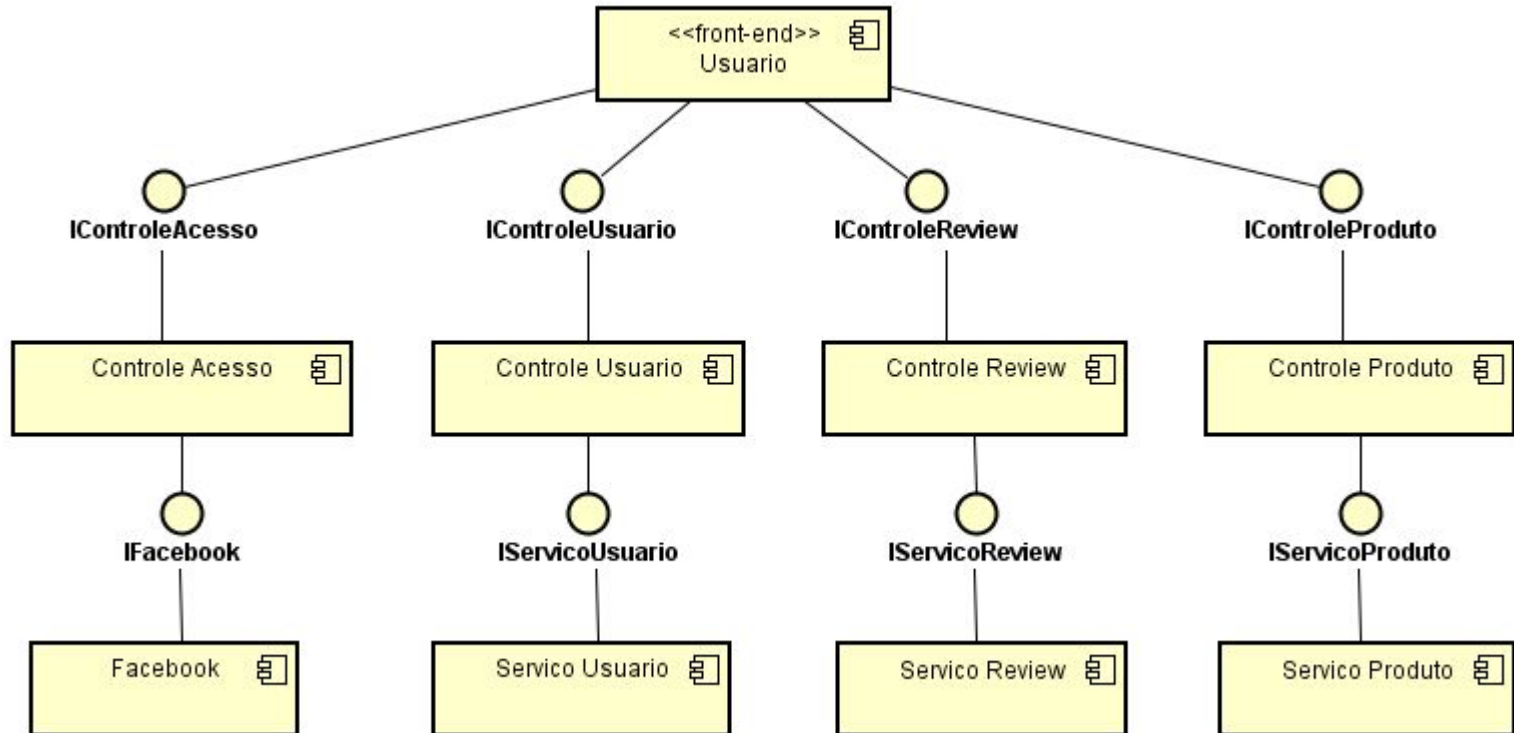 <<front-end>>
Usuario
IControleAcesso
IControleUsuario
IControleReview
IControleProduto
Controle Acesso
Controle Usuario
Controle Review
Controle Produto
IFacebook
IServicoUsuario
IServicoReview
IServicoProduto
Facebook
Servico Usuario
Servico Review
Servico Produto